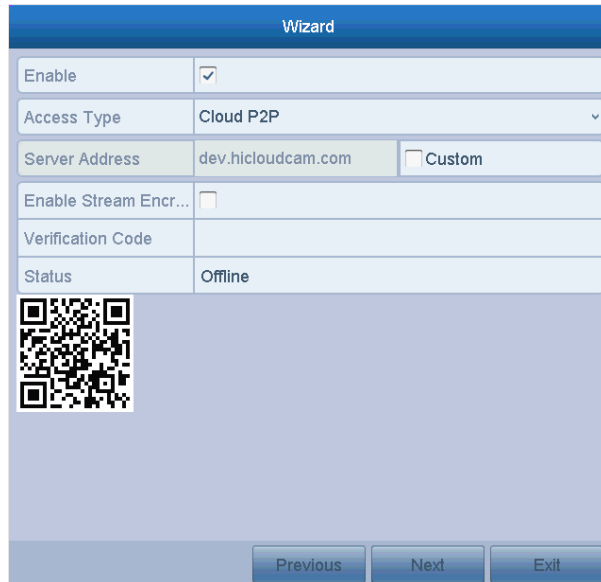 Wizard
Enable
Access Type Cloud P2P
Server Address dev.hicloudcam.com Custom
Enable Stream Encr...
Verification Code
Status Offline
Previous Next Exit